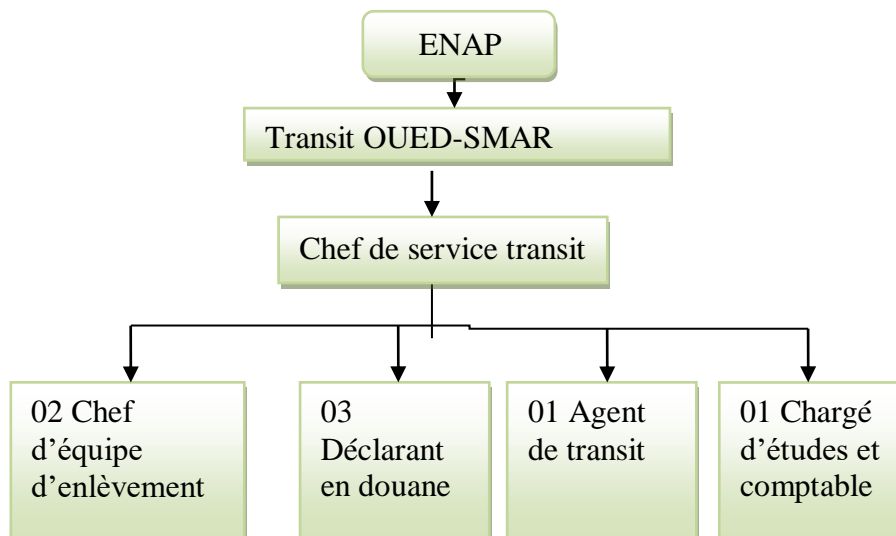 ENAP
Transit OUED-SMAR
Chef de service transit
02 Chef
d’équipe
d’enlèvement
03
Déclarant
en douane
01 Agent
de transit
01 Chargé
d’études et
comptable